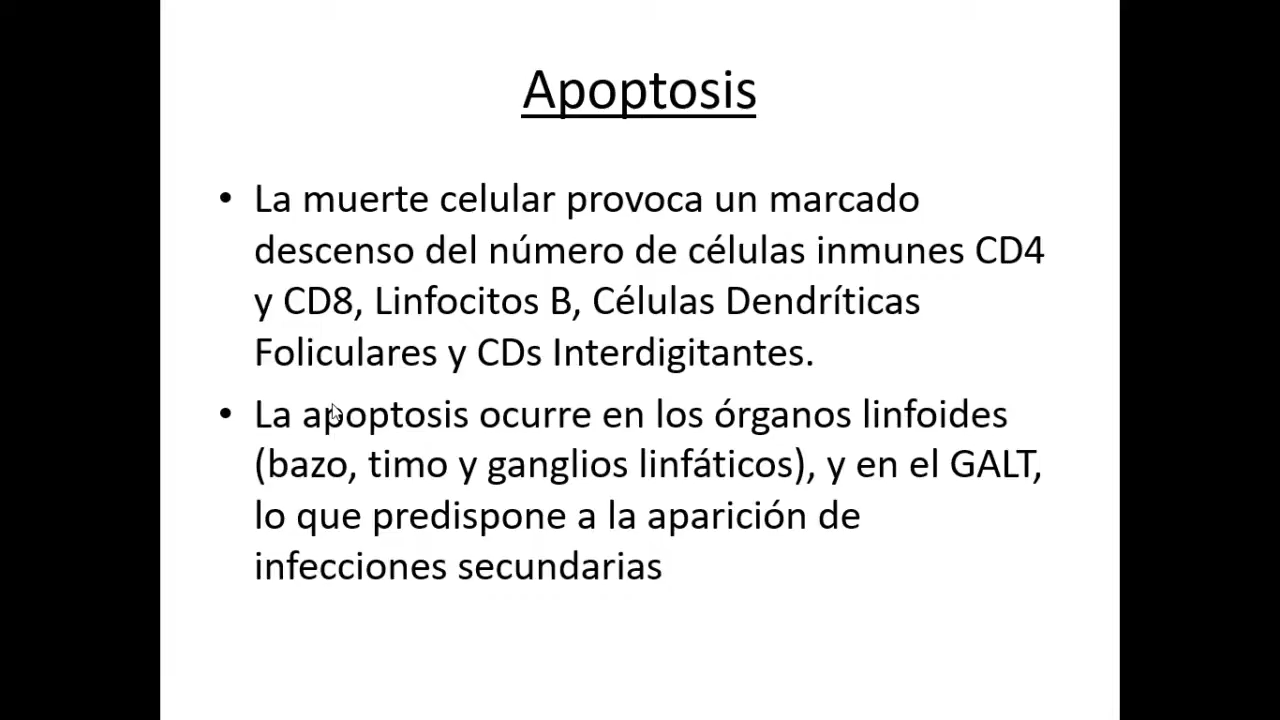 Apoptosis
• La muerte celular provoca un marcado
descenso del número de células inmunes CD4
y CD8, Linfocitos B, Células Dendríticas
Foliculares y CDs Interdigitantes.
• La apoptosis ocurre en los órganos linfoides
(bazo, timo y ganglios linfáticos), y en el GALT,
lo que predispone a la aparición de
infecciones secundarias